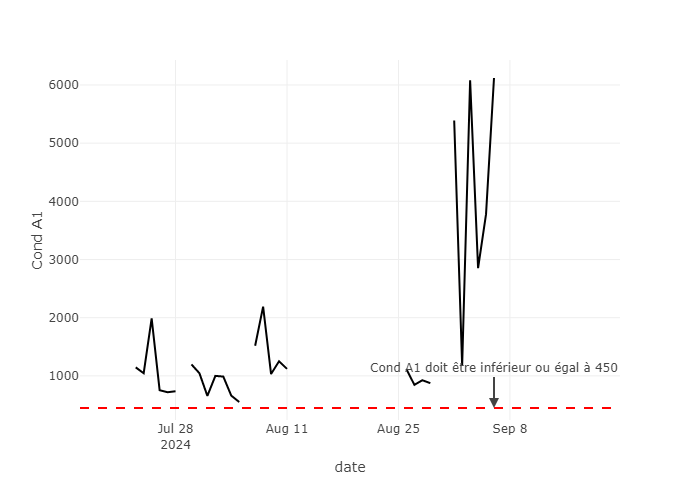 6000
5000
4000
3000
2000
1000
Cond A1
Cond A1 doit être inférieur ou égal à 450
Jul 28
2024
Aug 11
Aug 25
Sep 8
date